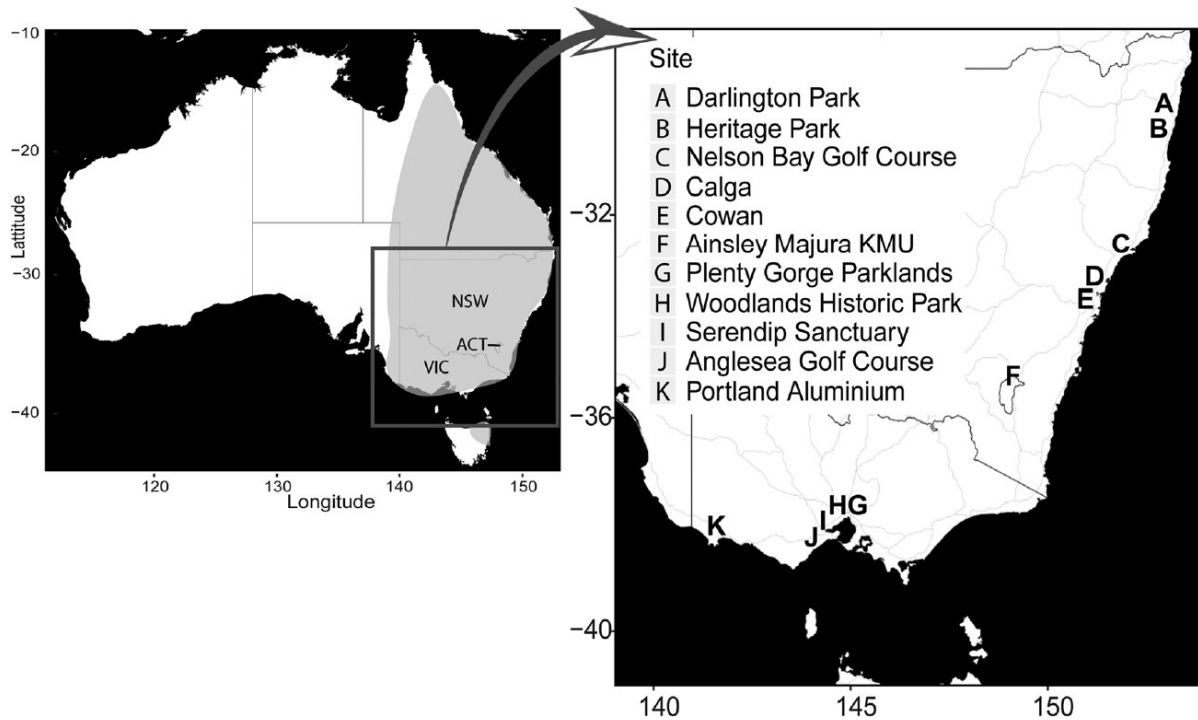 −10
−20
−30
−40
Lattitude
120
130
140
150
Longitude
NSW
ACT
VIC
Site
A Darlington Park
B Heritage Park
C Nelson Bay Golf Course
D Calga
E Cowan
F Ainsley Majura KMU
G Plenty Gorge Parklands
H Woodlands Historic Park
I Serendip Sanctuary
J Anglesea Golf Course
K Portland Aluminium
−32
−36
−40
A
B
C
D
E
F
HG
I
J
K
140
145
150